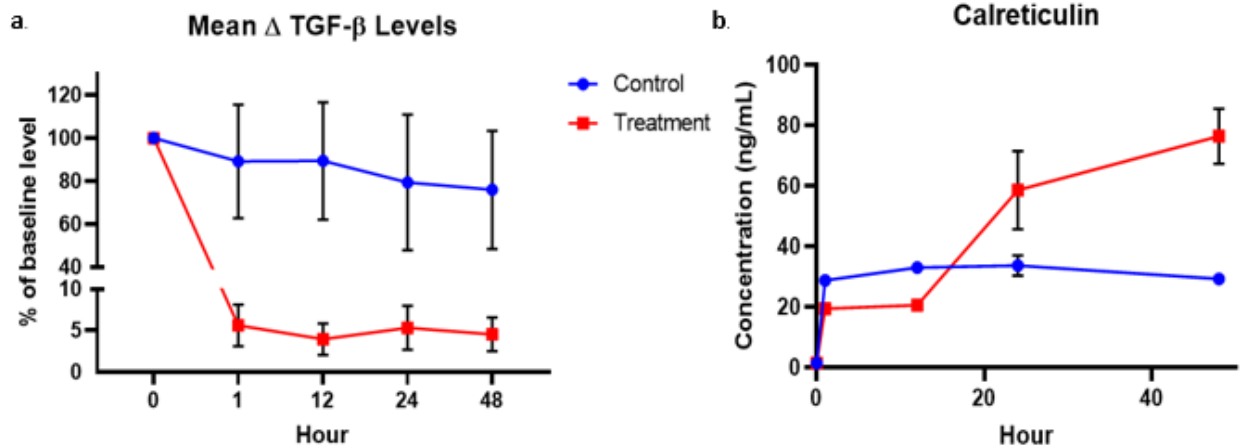 a.
Mean Δ TGF-β Levels
% of baseline level
120
100
80
60
40
10
5
0
0 1 12 24 48
Hour
Control
Treatment
b.
Calreticulin
Concentration (ng/mL)
100
80
60
40
20
0
0 20 40
Hour